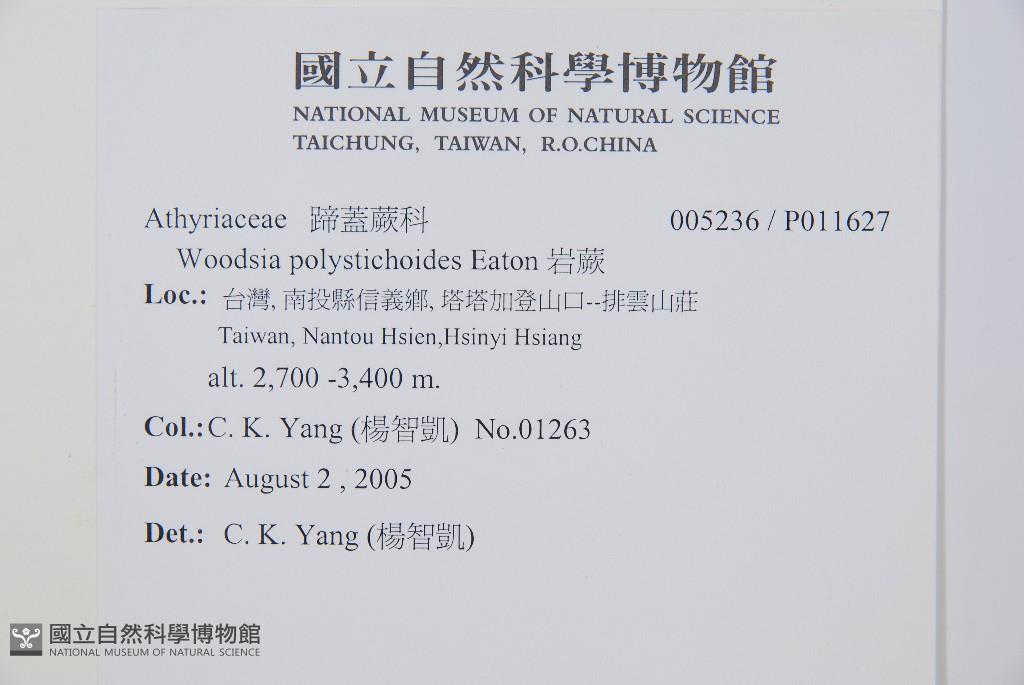 國立自然科學博物館
NATIONAL MUSEUM OF NATURAL SCIENCE
TAICHUNG, TAIWAN, R.O.CHINA
Athyriaceae 蹄蓋蕨科 005236 / P011627
Woodsia polystichoides Eaton 岩蕨
Loc.: 台灣, 南投縣信義鄉, 塔塔加登山口--排雲山莊
Taiwan, Nantou Hsien,Hsinyi Hsiang
alt. 2,700 -3,400 m.
Col.:C. K. Yang (楊智凱) No.01263
Date: August 2 , 2005
Det.: C. K. Yang (楊智凱)
國立自然科學博物館
NATIONAL MUSEUM OF NATURAL SCIENCE